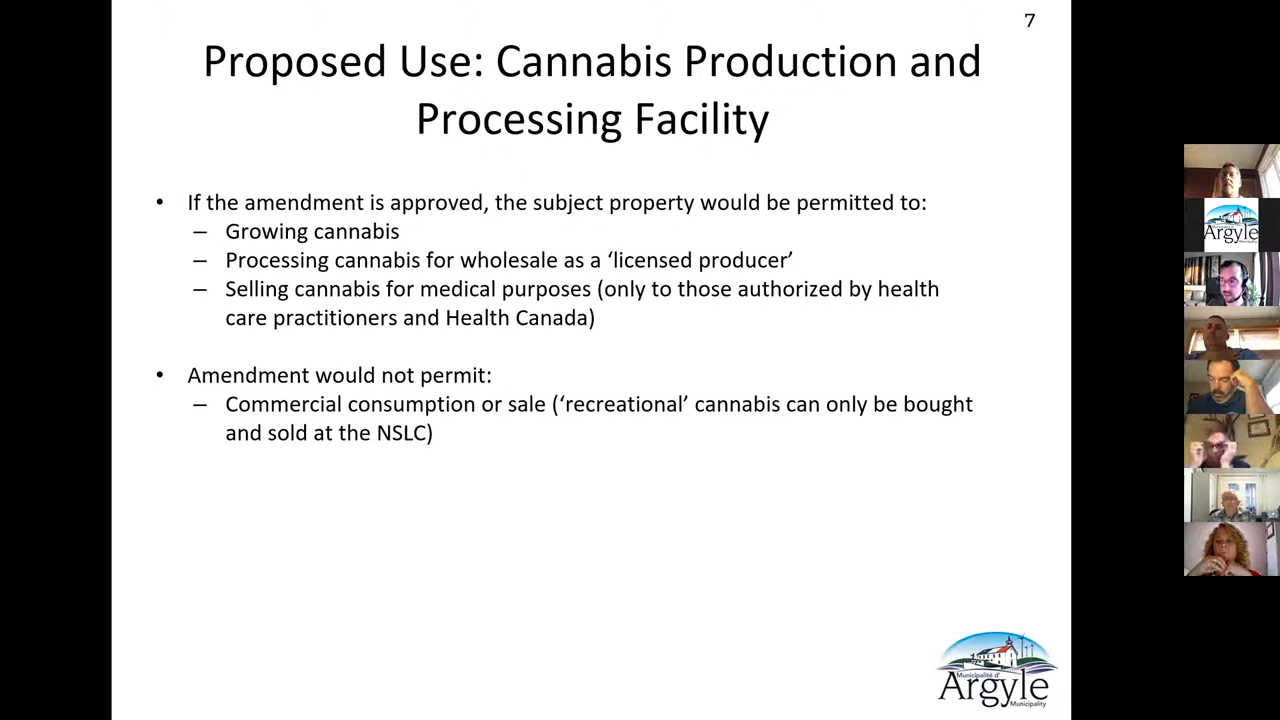 7
Proposed Use: Cannabis Production and
Processing Facility
• If the amendment is approved, the subject property would be permitted to:
– Growing cannabis
– Processing cannabis for wholesale as a ‘licensed producer’
– Selling cannabis for medical purposes (only to those authorized by health
care practitioners and Health Canada)
• Amendment would not permit:
– Commercial consumption or sale (‘recreational’ cannabis can only be bought
and sold at the NSLC)
Municipalité d'
Argyle
Municipality
Argyle